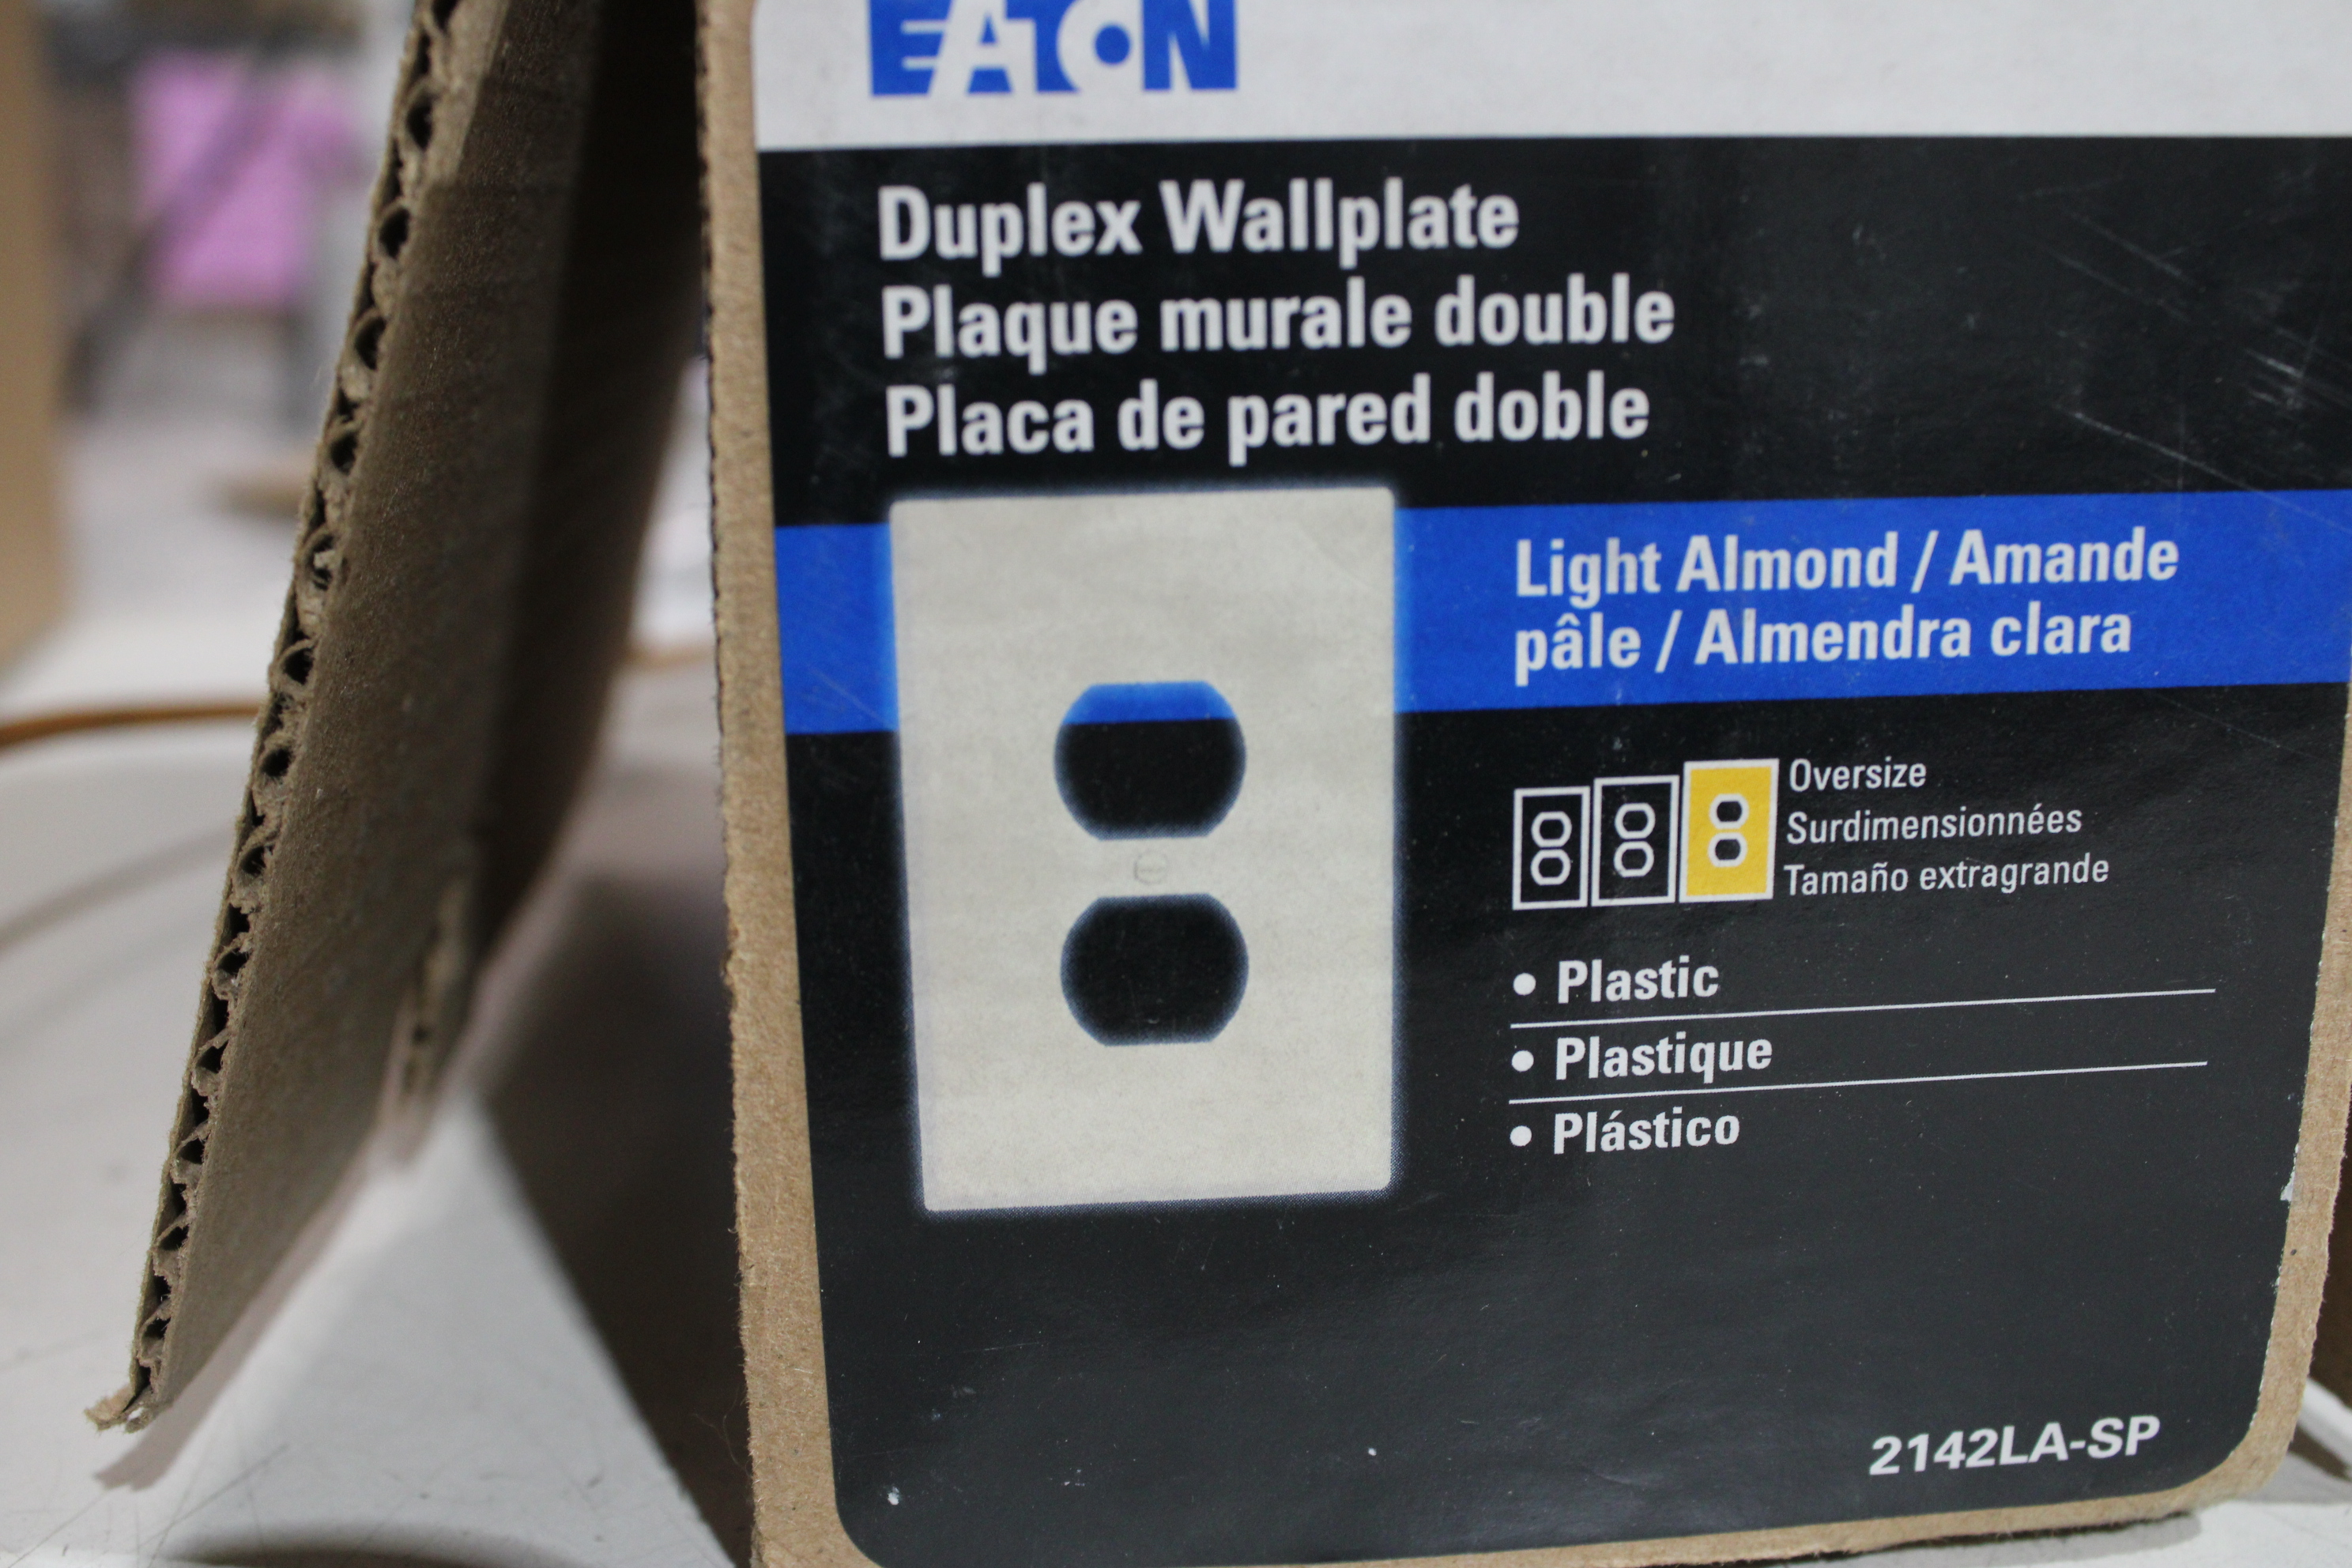 EATON
Duplex Wallplate
Plaque murale double
Placa de pared doble
Light Almond / Amande
pâle / Almendra clara
Oversize
Surdimensionnées
Tamaño extragrande
• Plastic
• Plastique
• Plástico
2142LA-SP